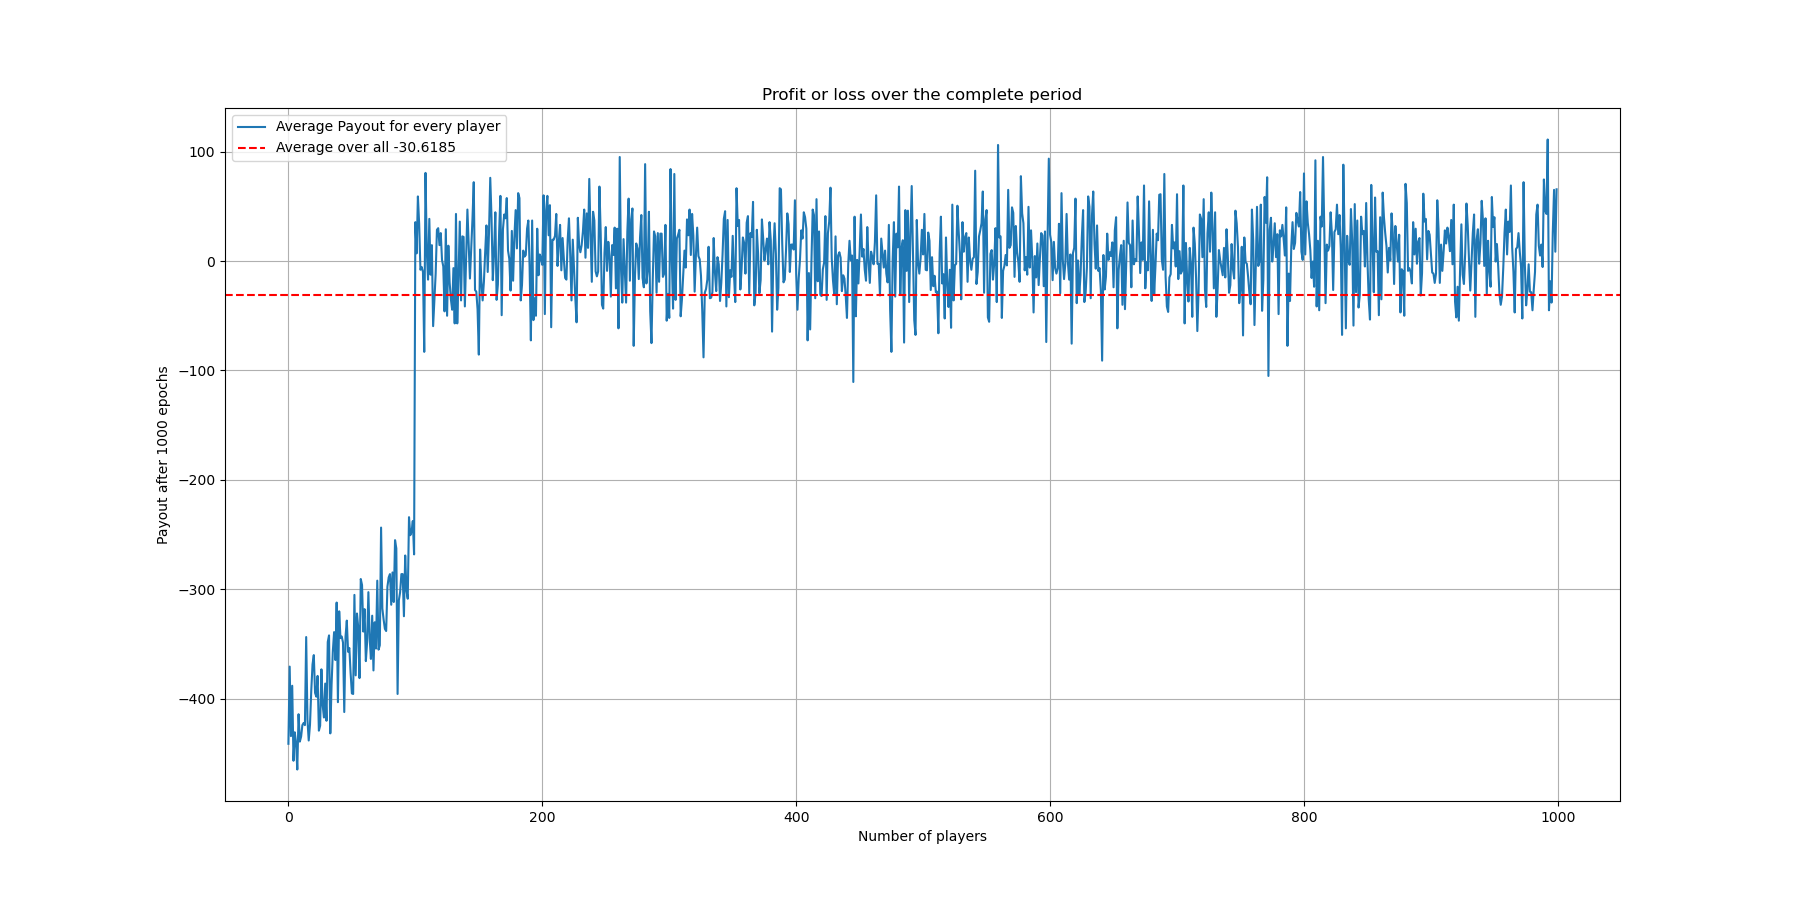 Profit or loss over the complete period
Average Payout for every player
Average over all -30.6185
100
0
−100
−200
−300
−400
Payout after 1000 epochs
0 200 400 600 800 1000
Number of players